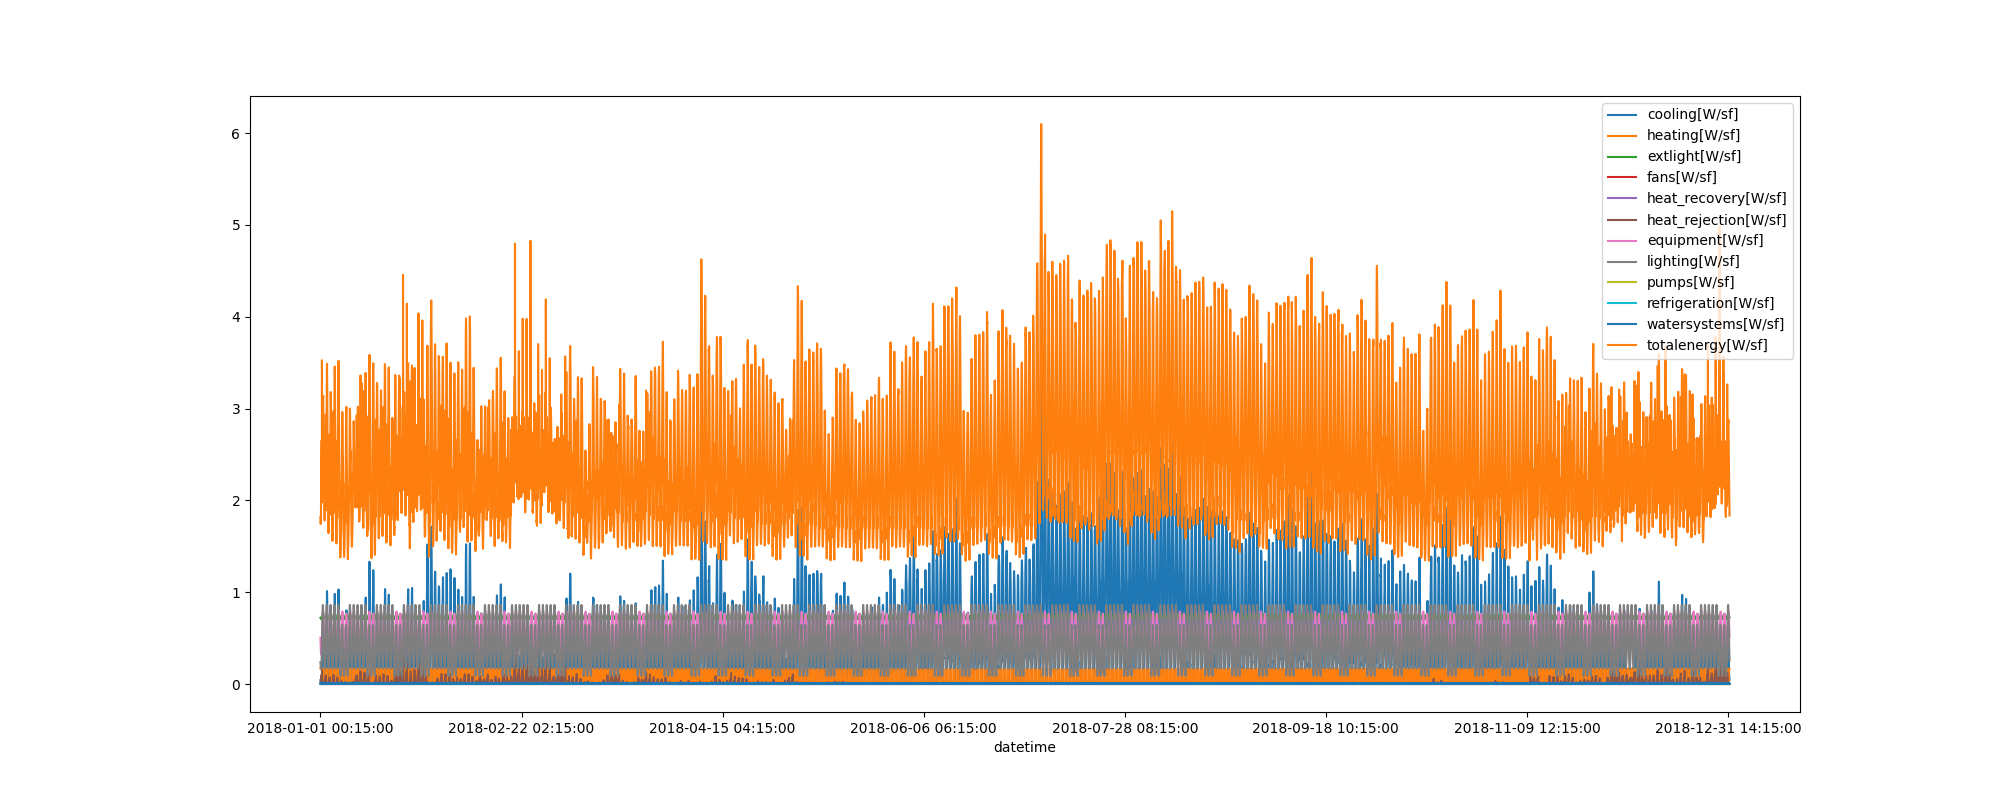 cooling[W/sf]
heating[W/sf]
extlight[W/sf]
fans[W/sf]
heat_recovery[W/sf]
heat_rejection[W/sf]
equipment[W/sf]
lighting[W/sf]
pumps[W/sf]
refrigeration[W/sf]
watersystems[W/sf]
totalenergy[W/sf]
6
5
4
3
2
1
0
2018-01-01 00:15:00 2018-02-22 02:15:00 2018-04-15 04:15:00 2018-06-06 06:15:00 2018-07-28 08:15:00 2018-09-18 10:15:00 2018-11-09 12:15:00 2018-12-31 14:15:00
datetime